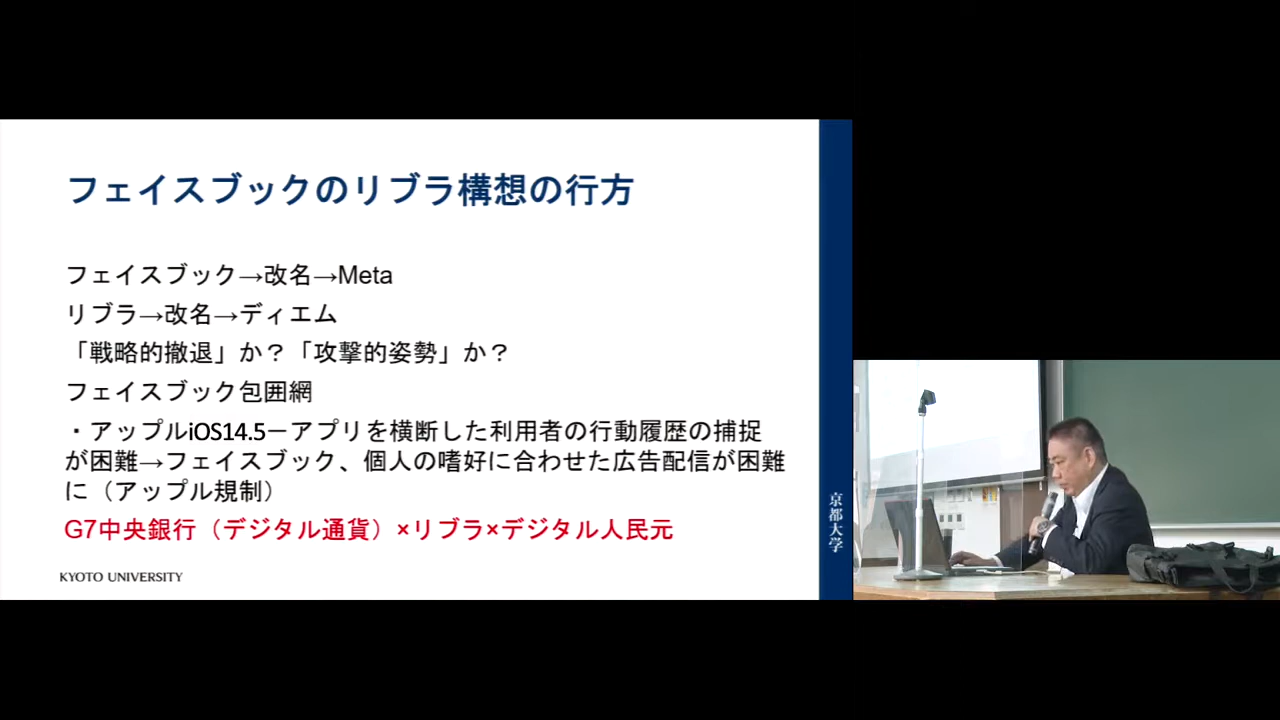 フェイスブックのリブラ構想の行方
フェイスブック→改名→Meta
リブラ→改名→ディエム
「戦略的撤退」か？「攻撃的姿勢」か？
フェイスブック包囲網
・アップルiOS14.5－アプリを横断した利用者の行動履歴の捕捉
が困難→フェイスブック、個人の嗜好に合わせた広告配信が困難
に（アップル規制）
G7中央銀行（デジタル通貨）×リブラ×デジタル人民元
KYOTO UNIVERSITY
京都大学